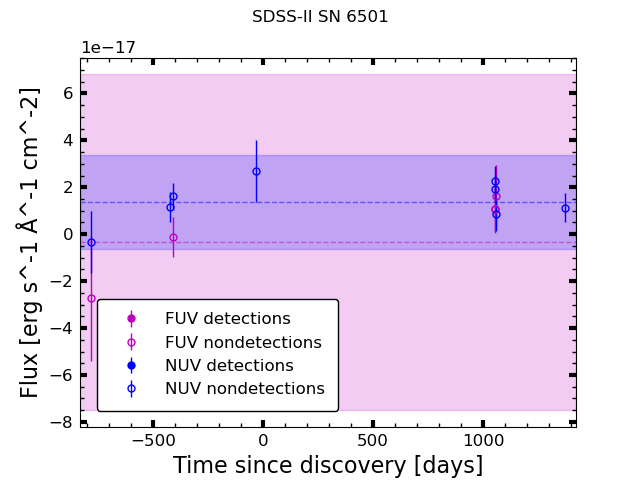 SDSS-II SN 6501
1e−17
Flux [erg s^-1 Å^-1 cm^-2]
6
4
2
0
−2
−4
−6
−8
FUV detections
FUV nondetections
NUV detections
NUV nondetections
−500 0 500 1000
Time since discovery [days]